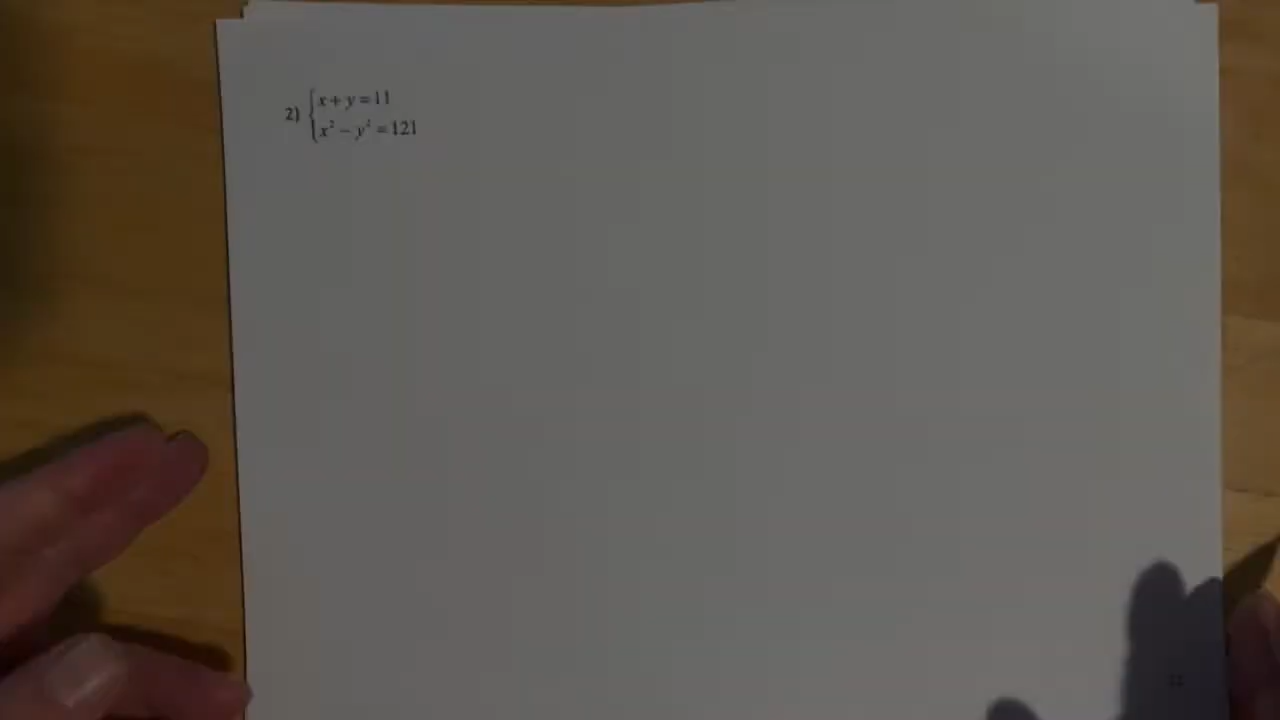 2) { x + y = 11
x² − y² = 121